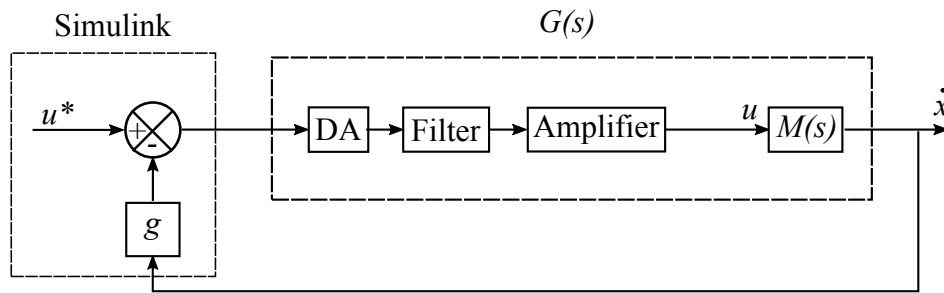 Simulink
G(s)
u*
+
-
g
DA
Filter
Amplifier
u
M(s)
ẋ